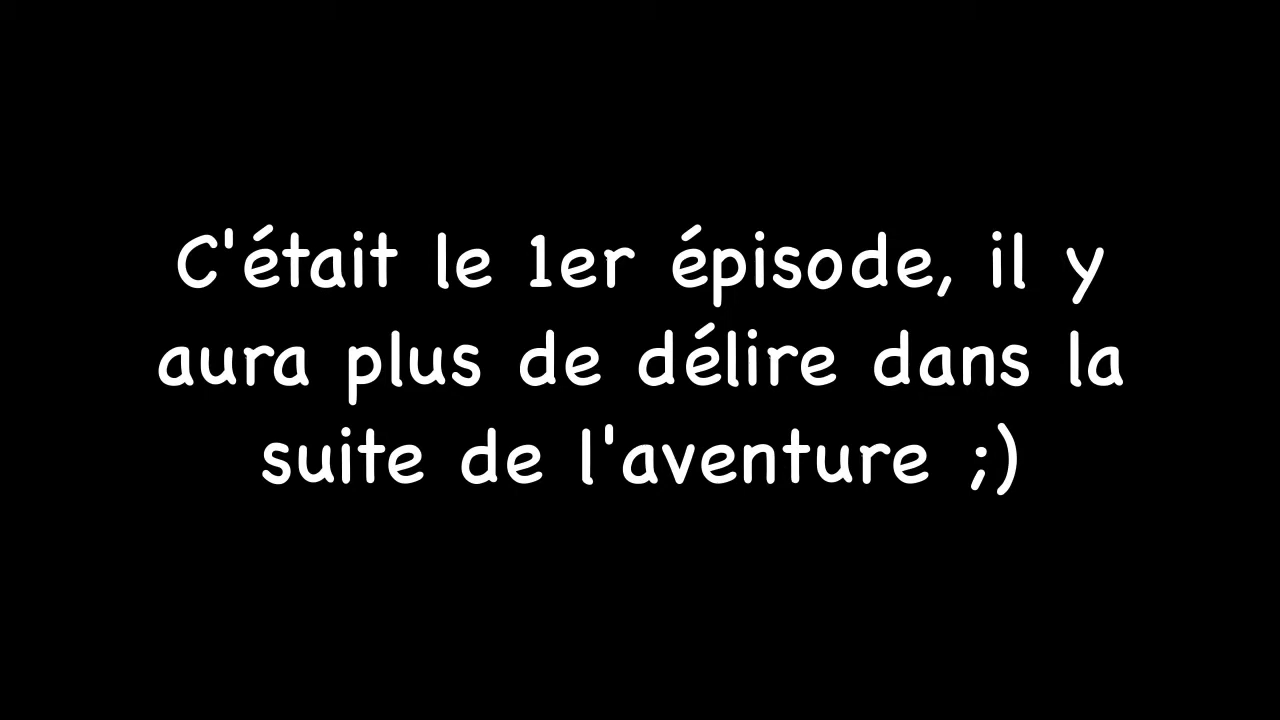 C'était le 1er épisode, il y
aura plus de délire dans la
suite de l'aventure ;)